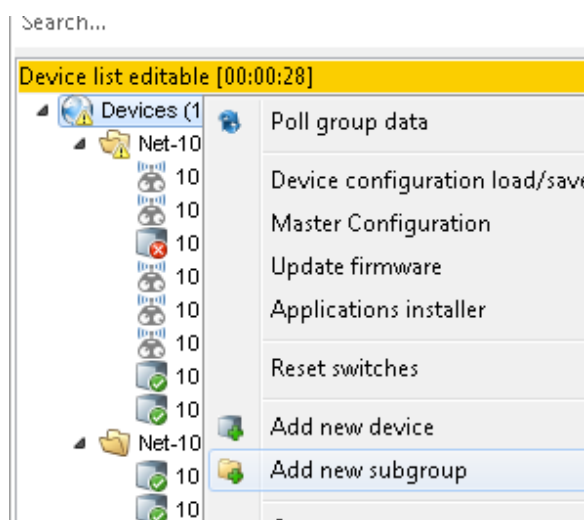 Search...
Device list editable [00:00:28]
Devices (1
Net-10
10
10
10
10
10
10
10
10
Net-10
10
10
Poll group data
Device configuration load/save
Master Configuration
Update firmware
Applications installer
Reset switches
Add new device
Add new subgroup